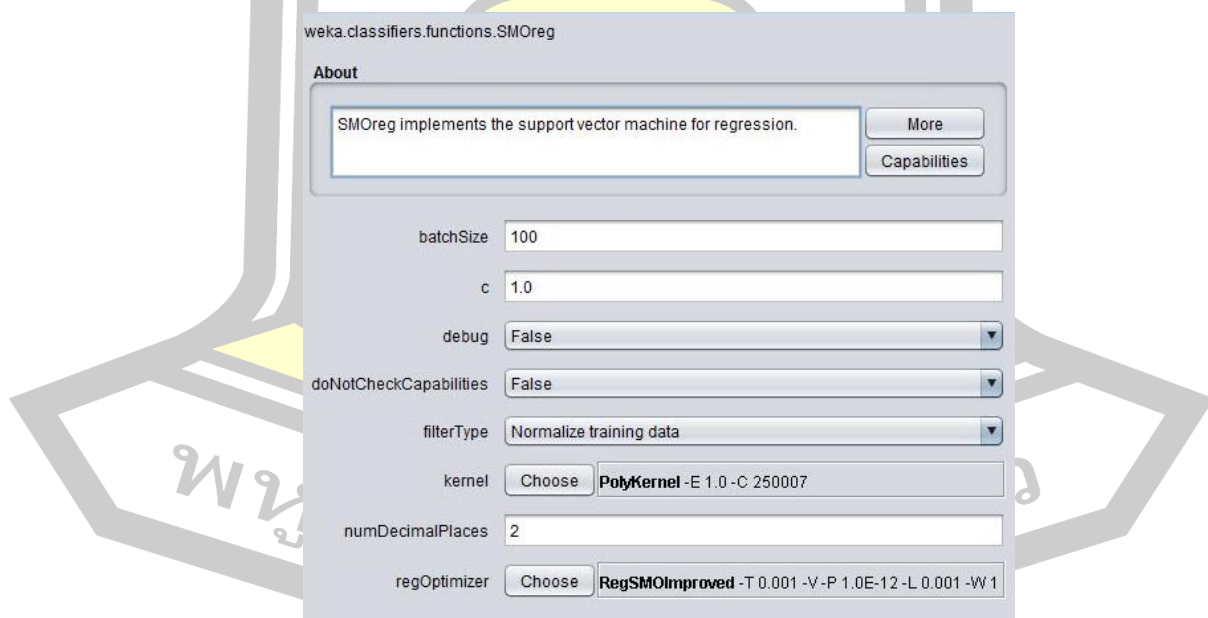 weka.classifiers.functions.SMOreg
About
SMOreg implements the support vector machine for regression.
More
Capabilities
batchSize 100
c 1.0
debug False
doNotCheckCapabilities False
filterType Normalize training data
kernel Choose PolyKernel -E 1.0 -C 250007
numDecimalPlaces 2
regOptimizer Choose RegSMOImproved -T 0.001 -V -P 1.0E-12 -L 0.001 -W 1